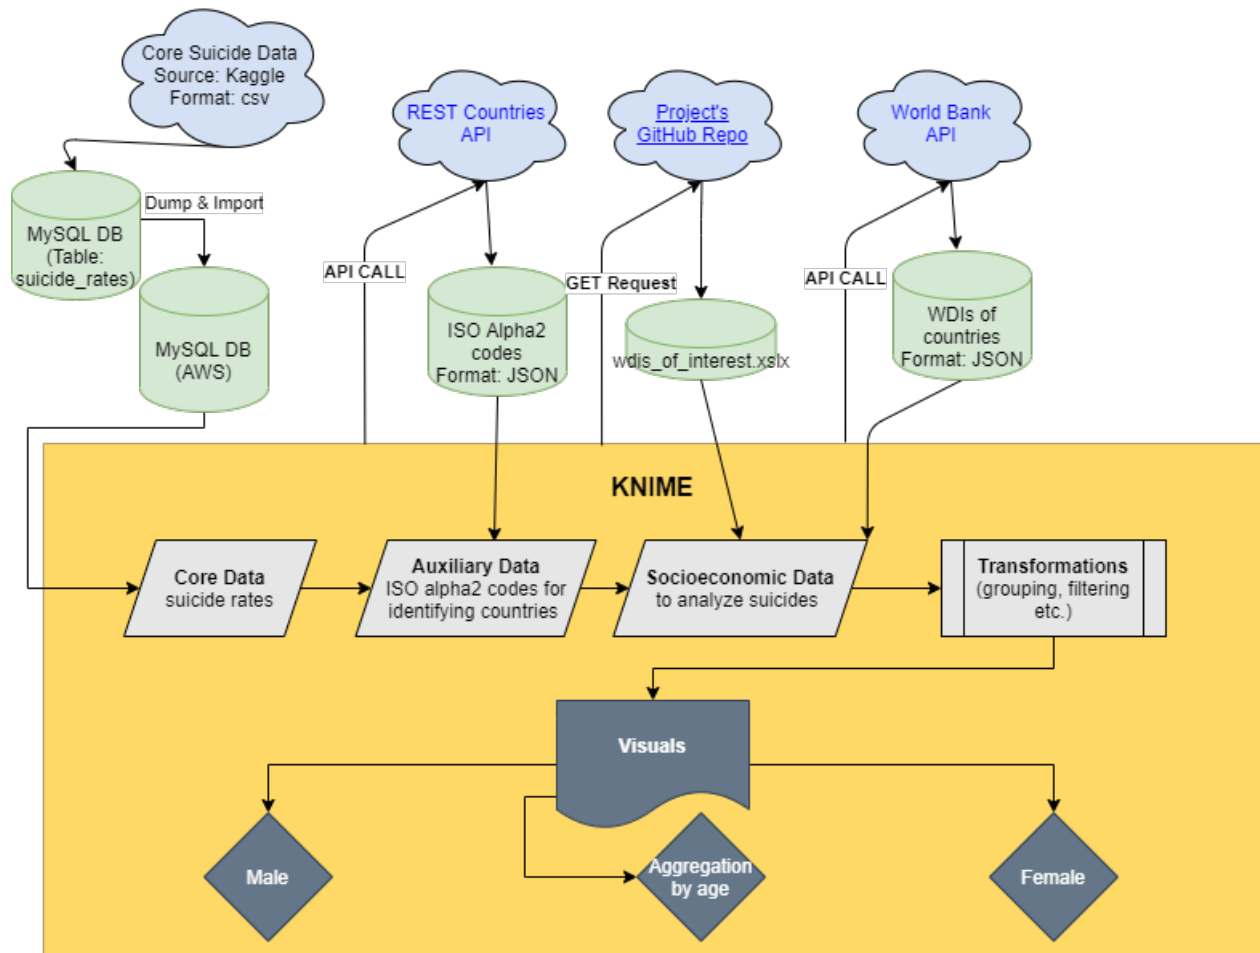 Core Suicide Data
Source: Kaggle
Format: csv
REST Countries
API
Project's
GitHub Repo
World Bank
API
Dump & Import
MySQL DB
(Table:
suicide_rates)
API CALL
GET Request
API CALL
MySQL DB
(AWS)
ISO Alpha2
codes
Format: JSON
wdis_of_interest.xslx
WDIs of
countries
Format: JSON
KNIME
Core Data
suicide rates
Auxiliary Data
ISO alpha2 codes for
identifying countries
Socioeconomic Data
to analyze suicides
Transformations
(grouping, filtering
etc.)
Visuals
Male
Aggregation
by age
Female